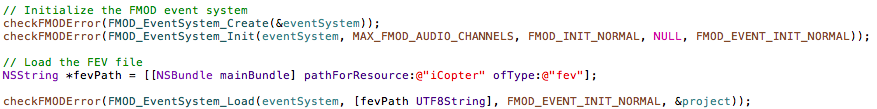 // Initialize the FMOD event system
checkFMODError(FMOD_EventSystem_Create(&eventSystem));
checkFMODError(FMOD_EventSystem_Init(eventSystem, MAX_FMOD_AUDIO_CHANNELS, FMOD_INIT_NORMAL, NULL, FMOD_EVENT_INIT_NORMAL));
// Load the FEV file
NSString *fevPath = [[NSBundle mainBundle] pathForResource:@"iCopter" ofType:@"fev"];
checkFMODError(FMOD_EventSystem_Load(eventSystem, [fevPath UTF8String], FMOD_EVENT_INIT_NORMAL, &project));